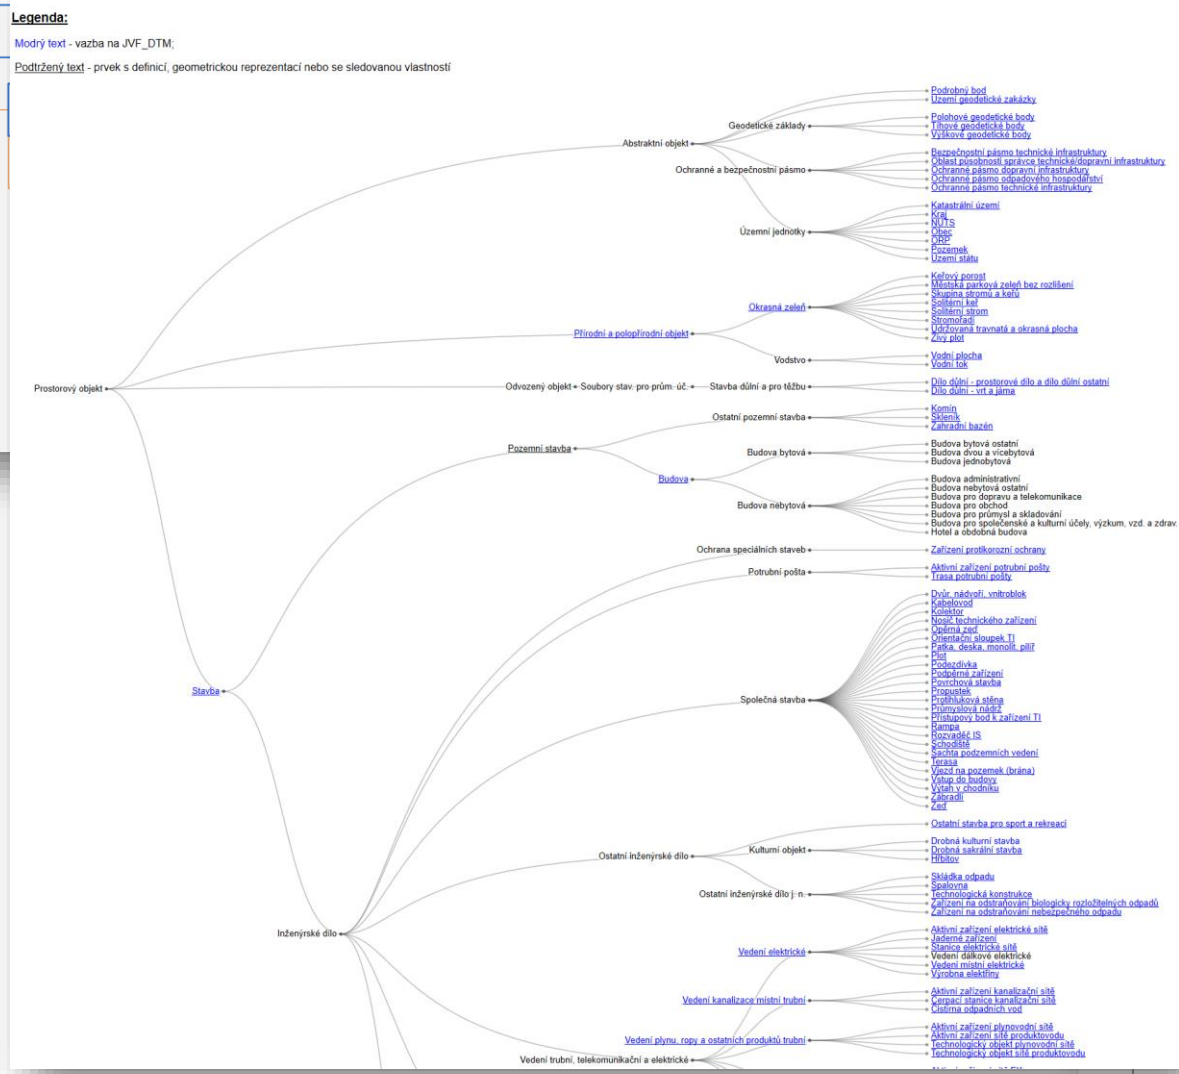 Legenda:
Modrý text - vazba na JVF_DTM;
Podtržený text - prvek s definicí, geometrickou reprezentací nebo se sledovanou vlastností
Podrobný bod
Území geodetické zakázky
Geodetické základy
Polohové geodetické body
Tíhové geodetické body
Výškové geodetické body
Abstraktní objekt
Bezpečnostní pásmo technické infrastruktury
Oblast působnosti správce technické/dopravní infrastruktury
Ochranné a bezpečnostní pásmo
Ochranné pásmo dopravní infrastruktury
Ochranné pásmo odpadového hospodářství
Ochranné pásmo technické infrastruktury
Katastrální území
Kraj
NUTS
Územní jednotky
Obec
ORP
Pozemek
Území státu
Keřový porost
Městská parková zeleň bez rozlišení
Skupina stromů a keřů
Solitérní keř
Okrasná zeleň
Solitérní strom
Stromořadí
Udržovaná travnatá a okrasná plocha
Živý plot
Přírodní a polopřírodní objekt
Vodstvo
Vodní plocha
Vodní tok
Prostorový objekt
Odvozený objekt
Soubory stav. pro prům. úč.
Stavba důlní a pro těžbu
Dílo důlní - prostorové dílo a dílo důlní ostatní
Dílo důlní - vrt a jáma
Komín
Ostatní pozemní stavba
Skleník
Zahradní bazén
Pozemní stavba
Budova bytová ostatní
Budova bytová
Budova dvou a vícebytová
Budova jednobytová
Budova
Budova administrativní
Budova nebytová ostatní
Budova pro dopravu a telekomunikace
Budova nebytová
Budova pro obchod
Budova pro průmysl a skladování
Budova pro společenské a kulturní účely, výzkum, vzd. a zdrav.
Hotel a obdobná budova
Ochrana speciálních staveb
Zařízení protikorozní ochrany
Potrubní pošta
Aktivní zařízení potrubní pošty
Trasa potrubní pošty
Dvůr, nádvoří, vnitroblok
Kabelovod
Kolektor
Nosič technického zařízení
Opěrná zeď
Orientační sloupek TI
Patka, deska, monolit, pilíř
Plot
Podezdívka
Podpěrné zařízení
Povrchová stavba
Stavba
Propustek
Společná stavba
Protihluková stěna
Průmyslová nádrž
Přístupový bod k zařízení TI
Rampa
Rozvaděč IS
Schodiště
Šachta podzemních vedení
Terasa
Vjezd na pozemek (brána)
Vstup do budovy
Výtah v chodníku
Zábradlí
Zeď
Ostatní stavba pro sport a rekreaci
Ostatní inženýrské dílo
Kulturní objekt
Drobná kulturní stavba
Drobná sakrální stavba
Hřbitov
Skládka odpadu
Spalovna
Ostatní inženýrské dílo j. n.
Technologická konstrukce
Zařízení na odstraňování biologicky rozložitelných odpadů
Zařízení na odstraňování nebezpečného odpadu
Inženýrské dílo
Aktivní zařízení elektrické sítě
Jaderné zařízení
Stanice elektrické sítě
Vedení elektrické
Vedení dálkové elektrické
Vedení místní elektrické
Výrobna elektřiny
Vedení kanalizace místní trubní
Aktivní zařízení kanalizační sítě
Čerpací stanice kanalizační sítě
Čistírna odpadních vod
Vedení plynu, ropy a ostatních produktů trubní
Aktivní zařízení plynovodní sítě
Aktivní zařízení sítě produktovodu
Technologický objekt plynovodní sítě
Technologický objekt sítě produktovodu
Vedení trubní, telekomunikační a elektrické